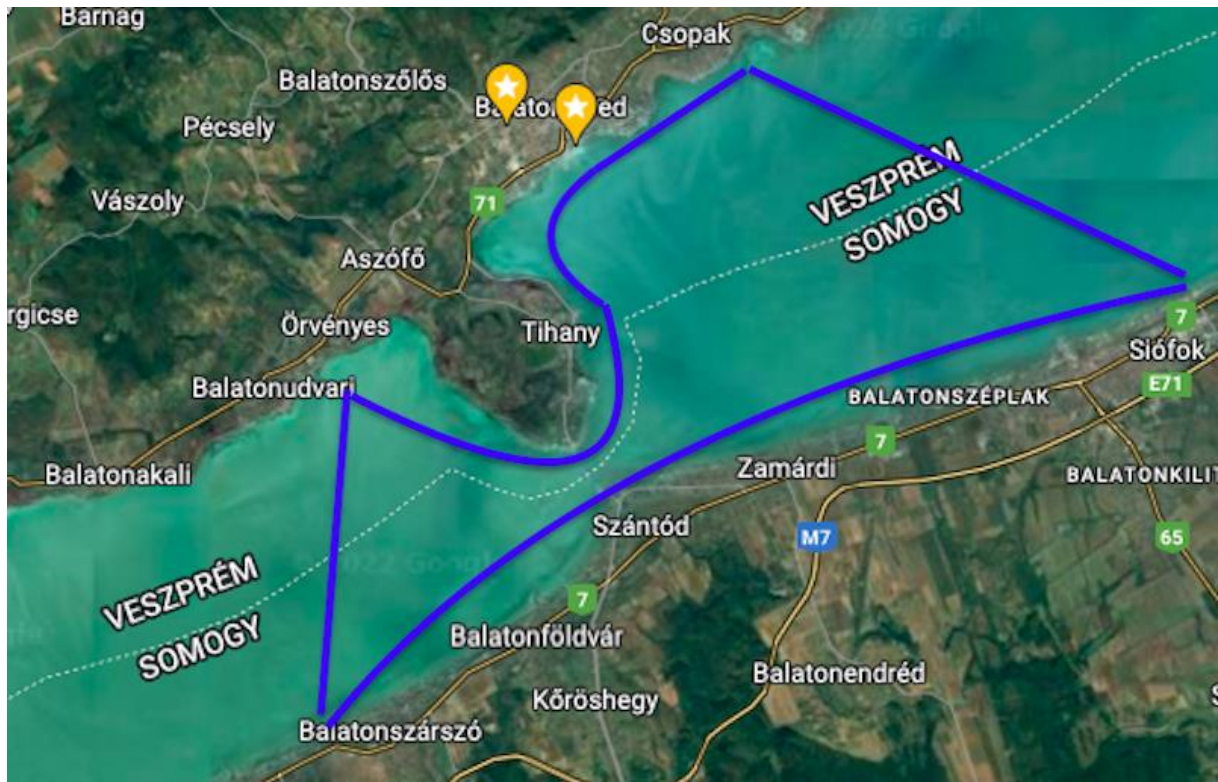 Barnag
Csopak
Balatonszőlős
Pécsely
Vászoly
71
VESZPRÉM
SOMOGY
Aszófő
rgicse
Örvényes
Tihany
7
Siófok
E71
Balatonudvari
BALATONSZÉPLAK
7
Balatonakali
Zamárdi
BALATONKILIT
Szántód
M7
65
VESZPRÉM
SOMOGY
7
Balatonföldvár
Balatonendréd
Kőröshegy
Balatonszárszó